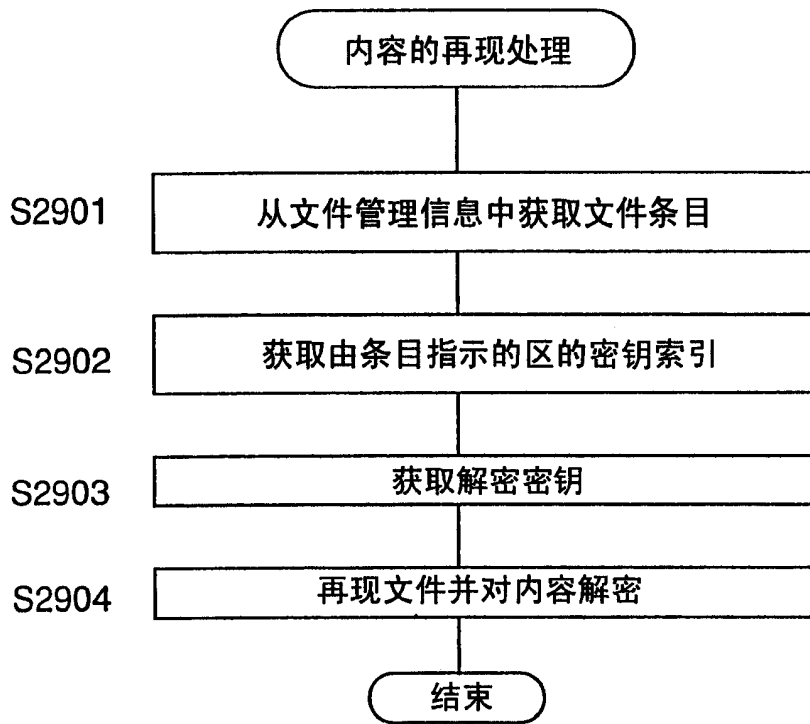 内容的再现处理
S2901
从文件管理信息中获取文件条目
S2902
获取由条目指示的区的密钥索引
S2903
获取解密密钥
S2904
再现文件并对内容解密
结束